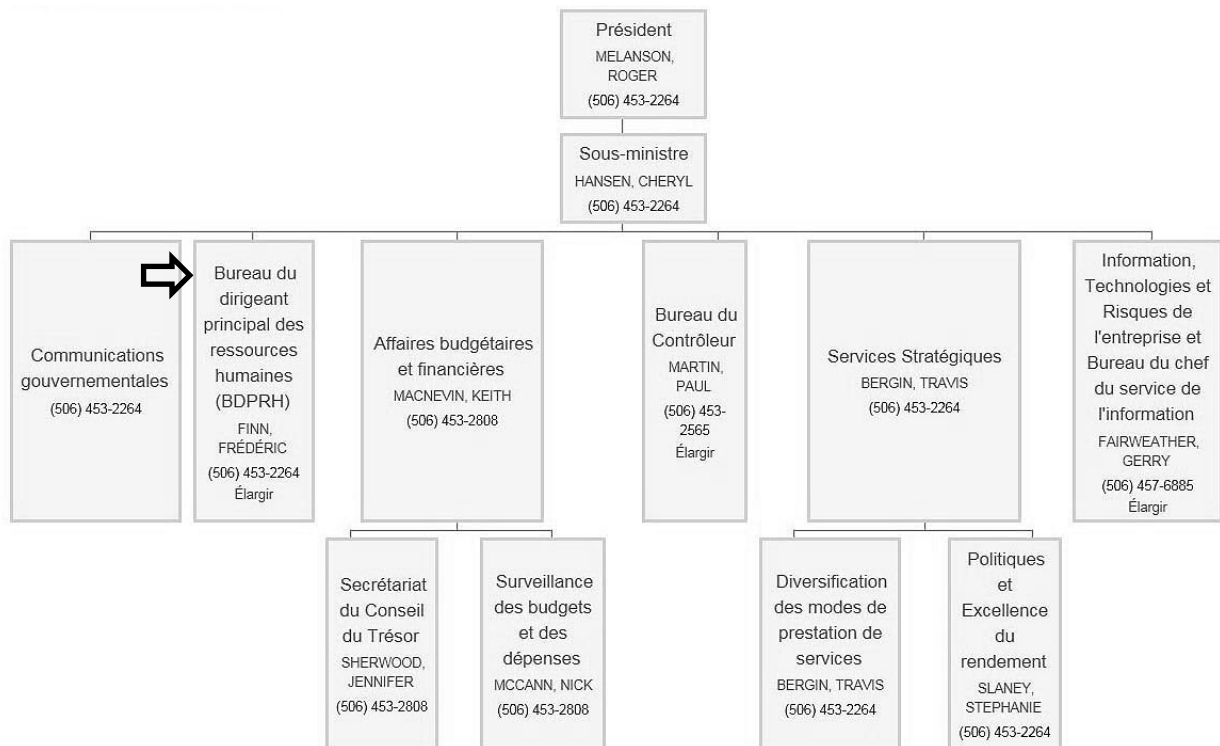 Président
MELANSON,
ROGER
(506) 453-2264
Sous-ministre
HANSEN, CHERYL
(506) 453-2264
Communications
gouvernementales
(506) 453-2264
Bureau du
dirigeant
principal des
ressources
humaines
(BDPRH)
FINN,
FRÉDÉRIC
(506) 453-2264
Élargir
Affaires budgétaires
et financières
MACNEVIN, KEITH
(506) 453-2808
Bureau du
Contrôleur
MARTIN,
PAUL
(506) 453-
2565
Élargir
Services Stratégiques
BERGIN, TRAVIS
(506) 453-2264
Information,
Technologies et
Risques de
l'entreprise et
Bureau du chef
du service de
l'information
FAIRWEATHER,
GERRY
(506) 457-6885
Élargir
Secrétariat
du Conseil
du Trésor
SHERWOOD,
JENNIFER
(506) 453-2808
Surveillance
des budgets
et des
dépenses
MCCANN, NICK
(506) 453-2808
Diversification
des modes de
prestation de
services
BERGIN, TRAVIS
(506) 453-2264
Politiques
et
Excellence
du
rendement
SLANEY,
STEPHANIE
(506) 453-2264